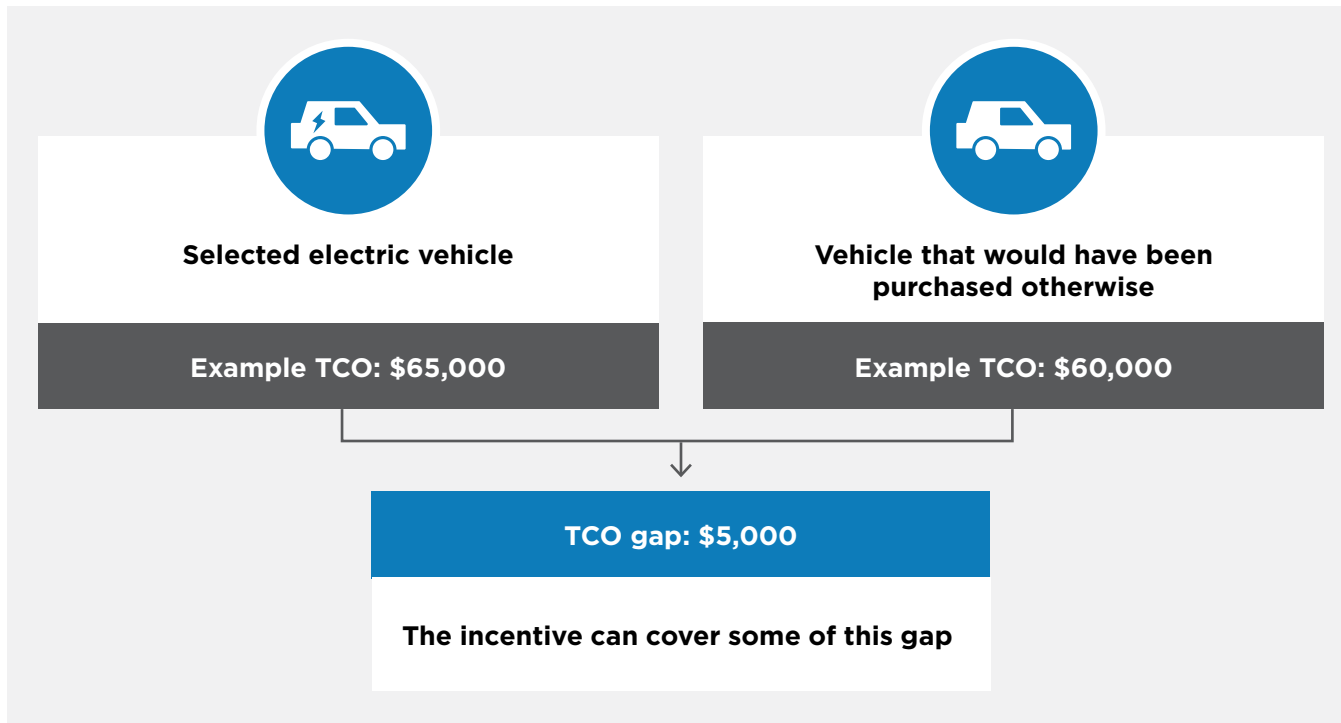 Selected electric vehicle
Example TCO: $65,000
Vehicle that would have been
purchased otherwise
Example TCO: $60,000
TCO gap: $5,000
The incentive can cover some of this gap